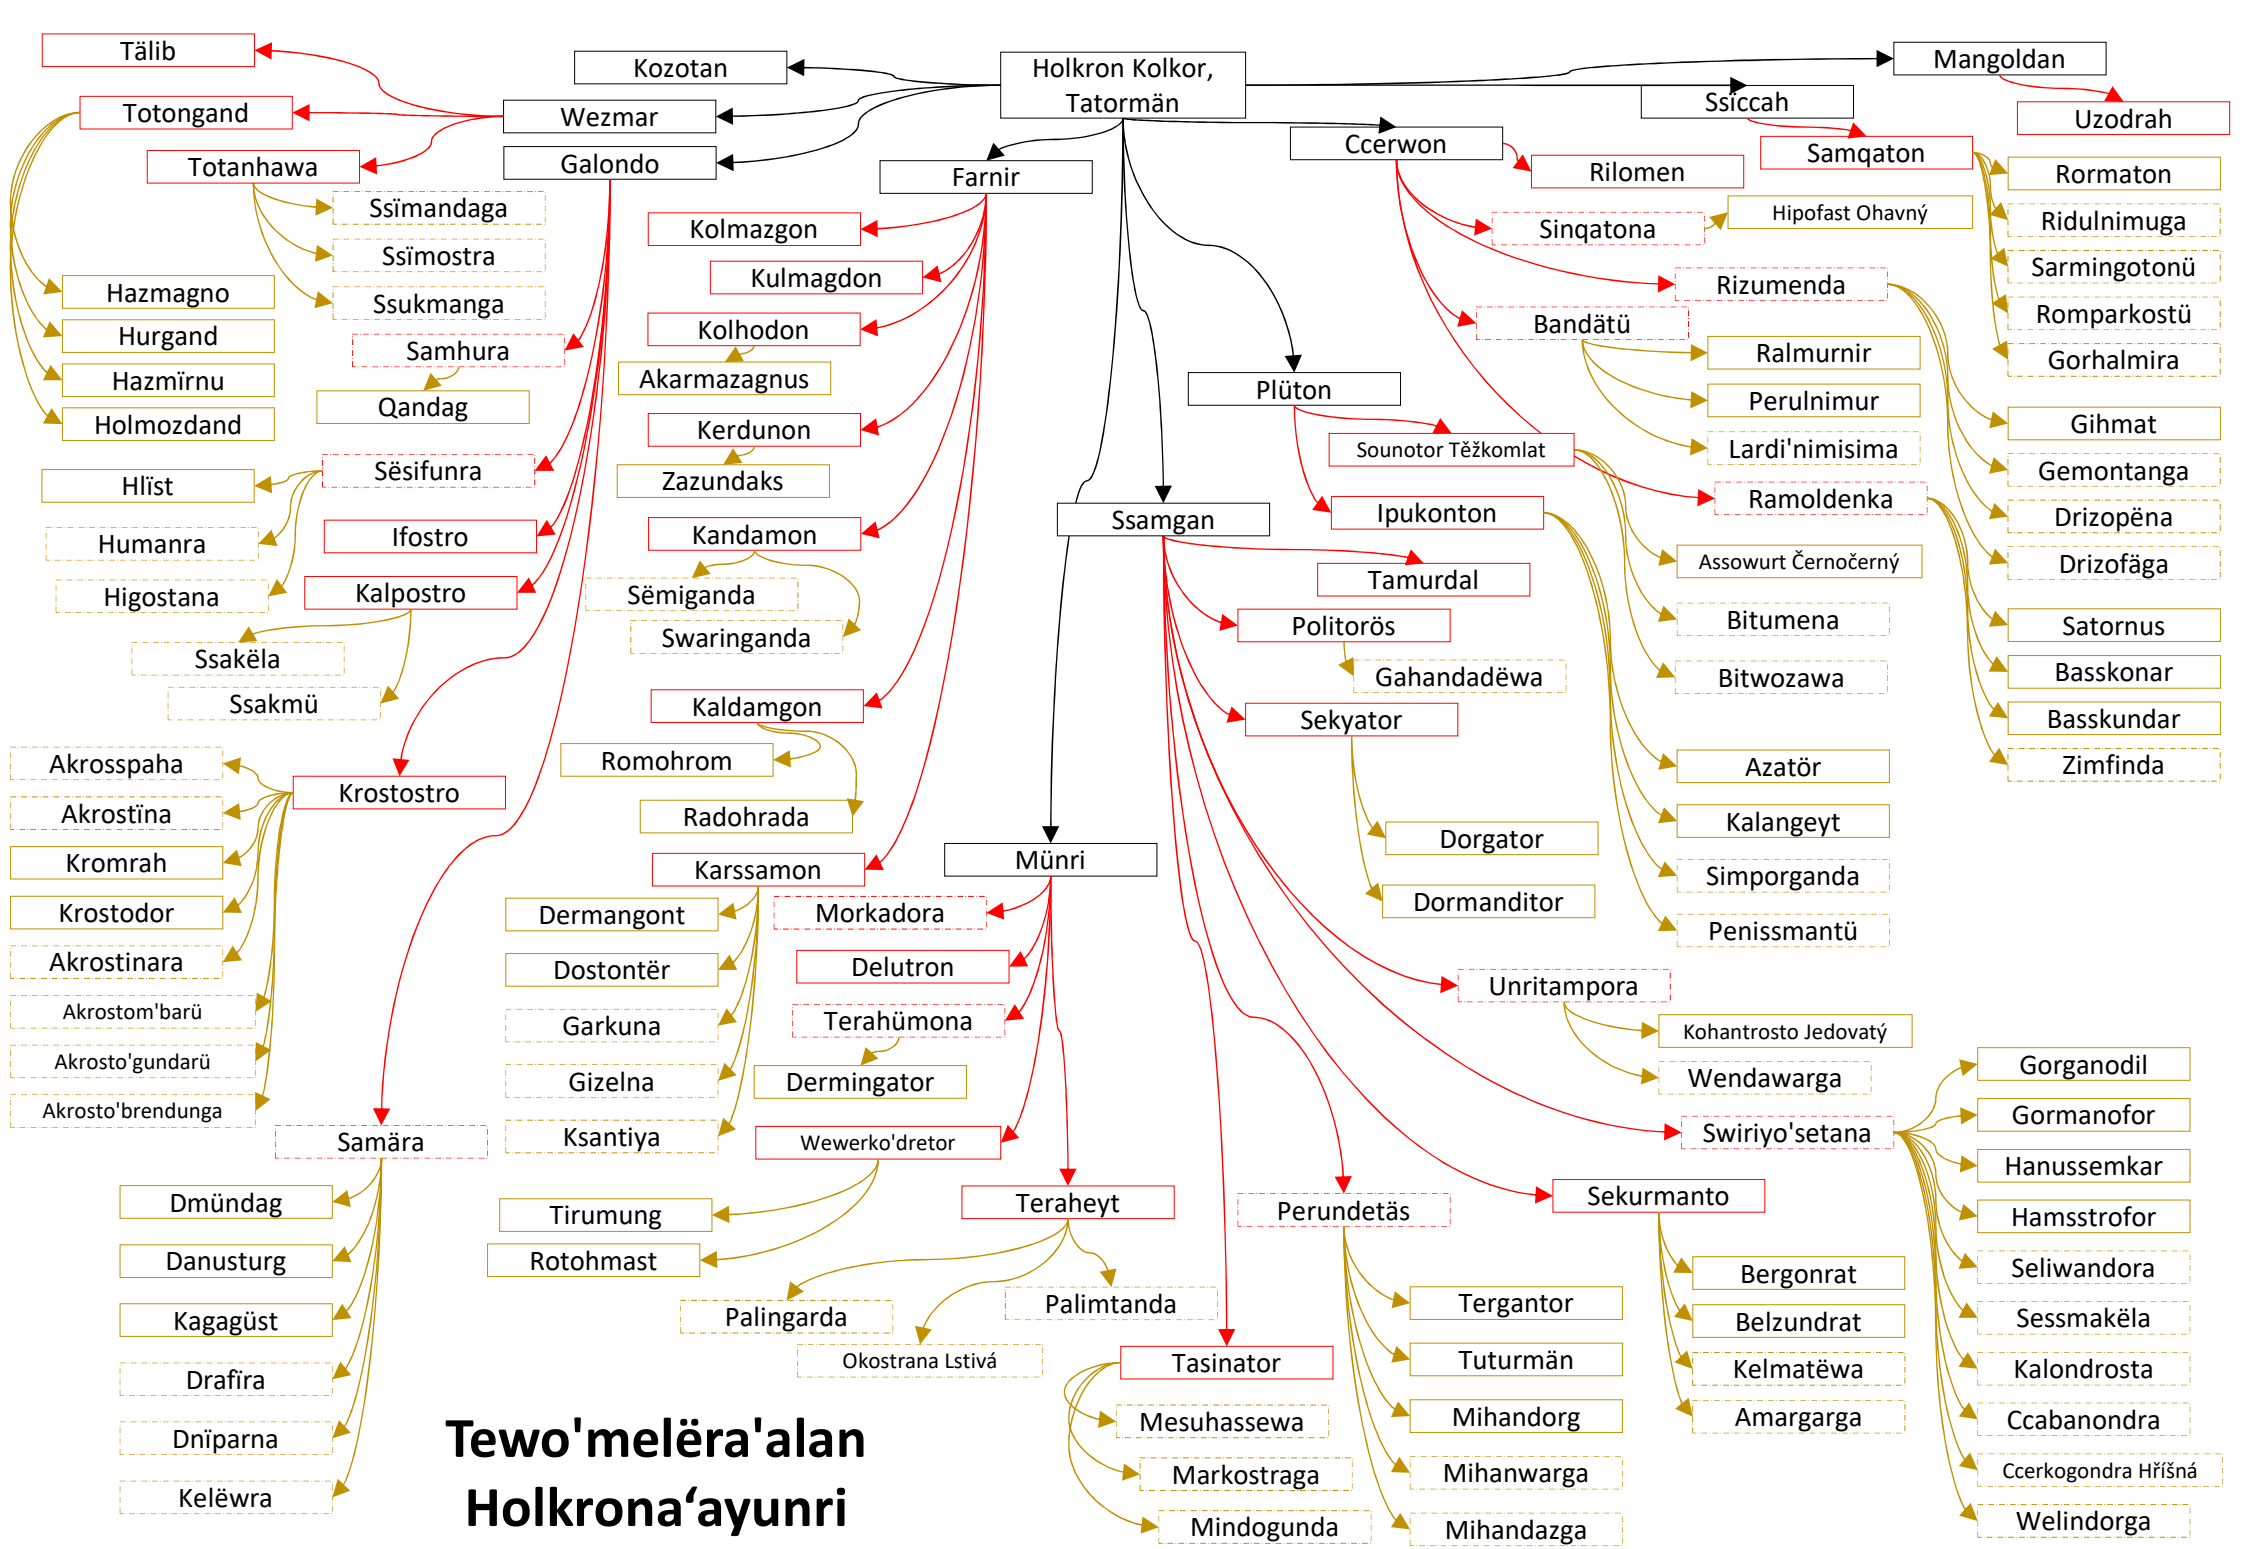 Tälib
Kozotan
Holkron Kolkor,
Tatormän
Mangoldan
Totongand
Wezmar
Ssïccah
Uzodrah
Totanhawa
Galondo
Farnir
Ccerwon
Rilomen
Samqaton
Rormaton
Ssïmandaga
Kolmazgon
Sinqatona
Hipofast Ohavný
Ridulnimuga
Ssïmostra
Kulmagdon
Rizumenda
Sarmingotonü
Hazmagno
Ssukmanga
Kolhodon
Bandätü
Romparkostü
Hurgand
Samhura
Akarmazagnus
Ralmurnir
Gorhalmira
Hazmïrnu
Qandag
Plüton
Perulnimur
Holmozdand
Kerdunon
Sounotor Těžkomlat
Lardi'nimisima
Gihmat
Hlïst
Sësifunra
Zazundaks
Gemontanga
Humanra
Ifostro
Kandamon
Ssamgan
Ipukonton
Ramoldenka
Drizopëna
Higostana
Kalpostro
Sëmiganda
Tamurdal
Assowurt Černočerný
Drizofäga
Ssakëla
Swaringanda
Politorös
Bitumena
Satornus
Ssakmü
Kaldamgon
Gahandadëwa
Bitwozawa
Basskonar
Sekyator
Basskundar
Akrosspaha
Krostostro
Romohrom
Azatör
Zimfinda
Akrostïna
Radohrada
Kalangeyt
Kromrah
Karssamon
Münri
Dorgator
Simporganda
Krostodor
Dermangont
Morkadora
Dormanditor
Penissmantü
Akrostinara
Dostontër
Delutron
Unritampora
Akrostom'barü
Garkuna
Terahümona
Kohantrosto Jedovatý
Akrosto'gundarü
Gizelna
Dermingator
Wendawarga
Gorganodil
Akrosto'brendunga
Ksantiya
Wewerko'dretor
Swiriyo'setana
Gormanofor
Samära
Hanussemkar
Dmündag
Tirumung
Teraheyt
Perundetäs
Sekurmanto
Hamsstrofor
Danusturg
Rotohmast
Bergonrat
Seliwandora
Kagagüst
Palingarda
Palimtanda
Tergantor
Belzundrat
Sessmakëla
Drafïra
Okostrana Lstivá
Tasinator
Tuturmän
Kelmatëwa
Kalondrosta
Dnïparna
Mesuhassewa
Mihandorg
Amargarga
Ccabanondra
Kelëwra
Markostraga
Mihanwarga
Ccerkogondra Hříšná
Mindogunda
Mihandazga
Welindorga
Tewo'melëra'alan
Holkrona‘ayunri